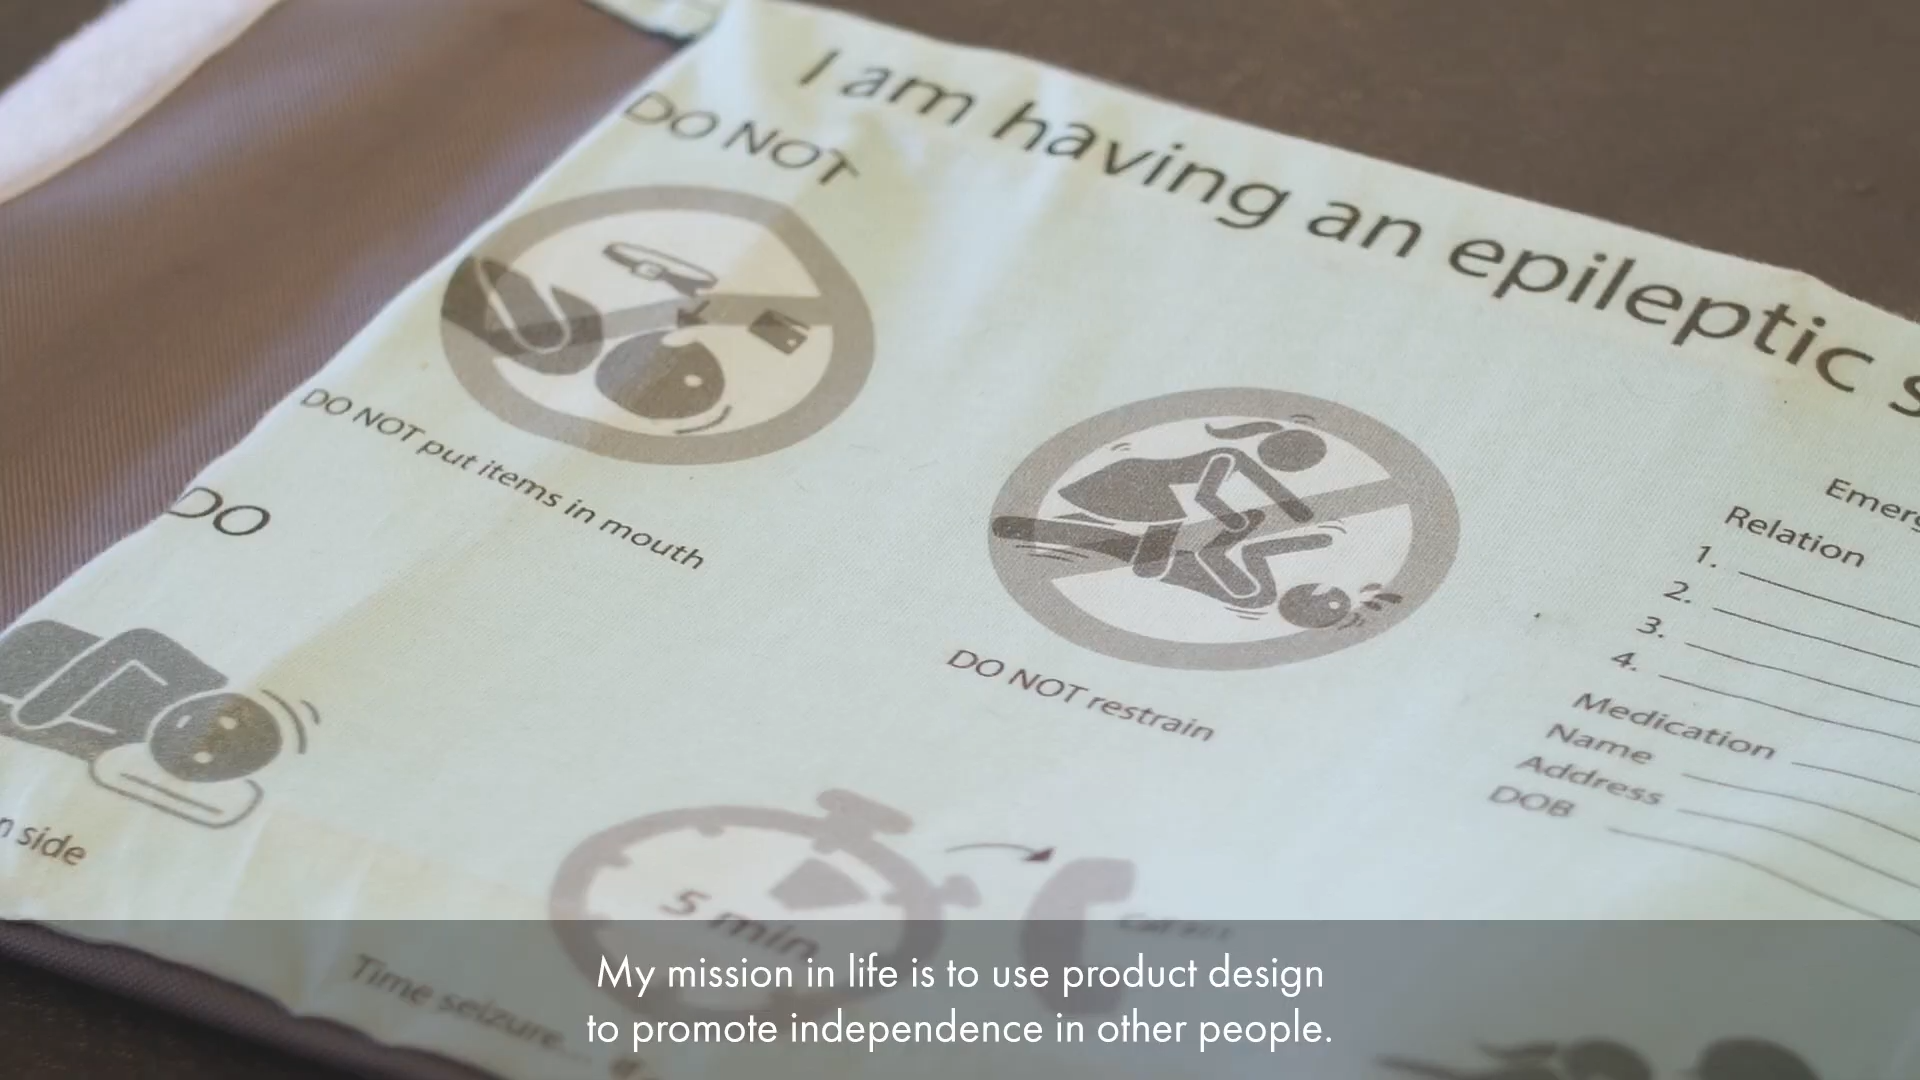 I am having an epileptic
DO NOT
DO NOT put items in mouth
DO NOT restrain
DO
n side
5 min
Time seizure...
Relation
1.
2.
3.
4.
Medication
Name
Address
DOB
My mission in life is to use product design
to promote independence in other people.